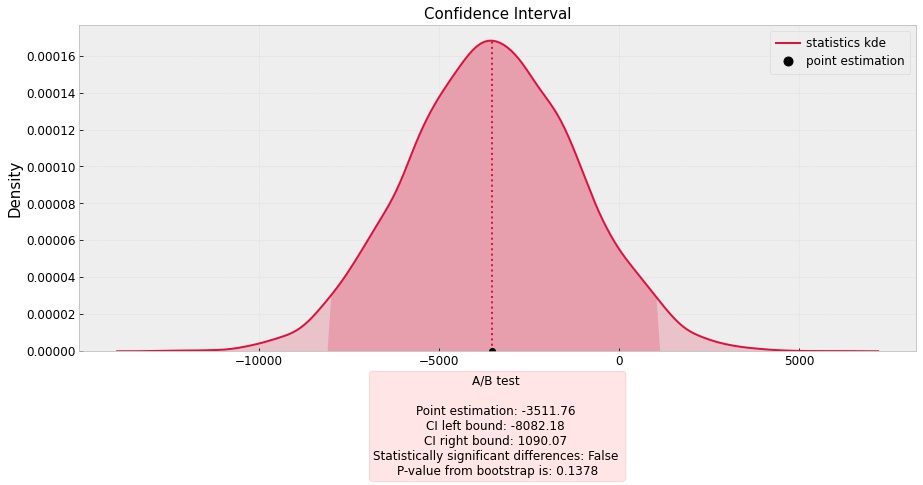 Confidence Interval
statistics kde
point estimation
Density
0.00016
0.00014
0.00012
0.00010
0.00008
0.00006
0.00004
0.00002
0.00000
−10000 −5000 0 5000
A/B test
Point estimation: -3511.76
CI left bound: -8082.18
CI right bound: 1090.07
Statistically significant differences: False
P-value from bootstrap is: 0.1378